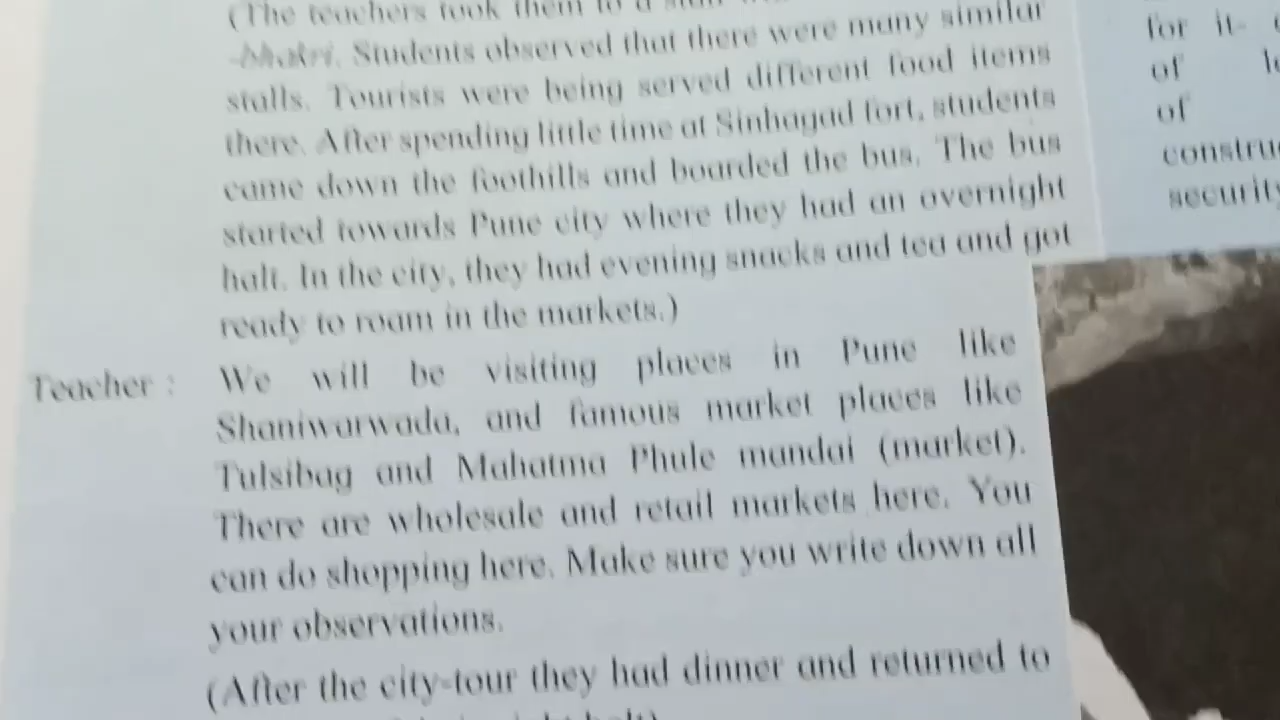 (The teachers took them to a
-bhakri. Students observed that there were many similar
stalls. Tourists were being served different food items
there. After spending little time at Sinhagad fort, students
came down the foothills and boarded the bus. The bus
started towards Pune city where they had an overnight
halt. In the city, they had evening snacks and tea and got
ready to roam in the markets.)
Teacher : We will be visiting places in Pune like
Shaniwarwada, and famous market places like
Tulsibag and Mahatma Phule mandai (market).
There are wholesale and retail markets here. You
can do shopping here. Make sure you write down all
your observations.
(After the city-tour they had dinner and returned to
for it-
of
of
constru
security